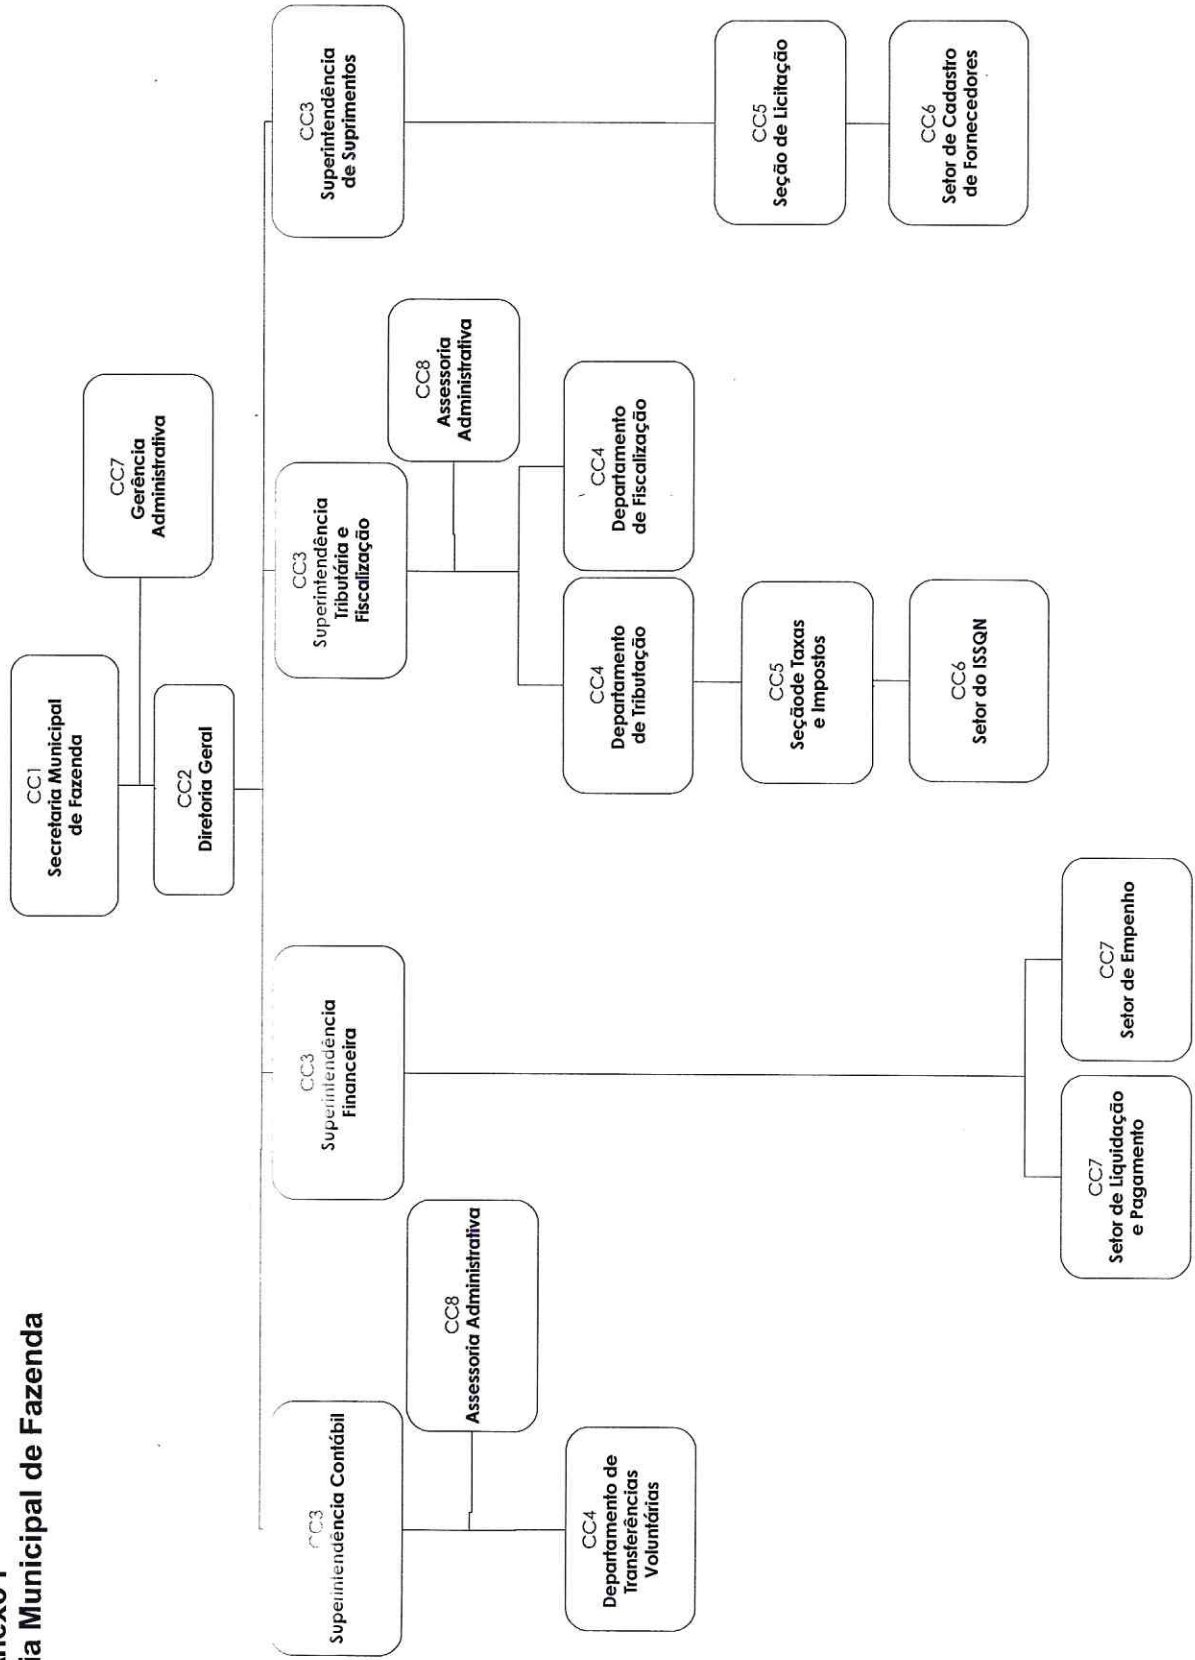 ia Municipal de Fazenda
CC1
Secretaria Municipal
de Fazenda
CC7
Gerência
Administrativa
CC2
Diretoria Geral
CC3
Superintendência Contábil
CC3
Superintendência
Financeira
CC3
Superintendência
Tributária e
Fiscalização
CC3
Superintendência
de Suprimentos
CC8
Assessoria Administrativa
CC8
Assessoria
Administrativa
CC4
Departamento de
Transferências
Voluntárias
CC4
Departamento
de Tributação
CC4
Departamento
de Fiscalização
CC5
Seçãode Taxas
e Impostos
CC5
Seção de Licitação
CC6
Setor do ISSQN
CC6
Setor de Cadastro
de Fornecedores
CC7
Setor de Liquidação
e Pagamento
CC7
Setor de Empenho